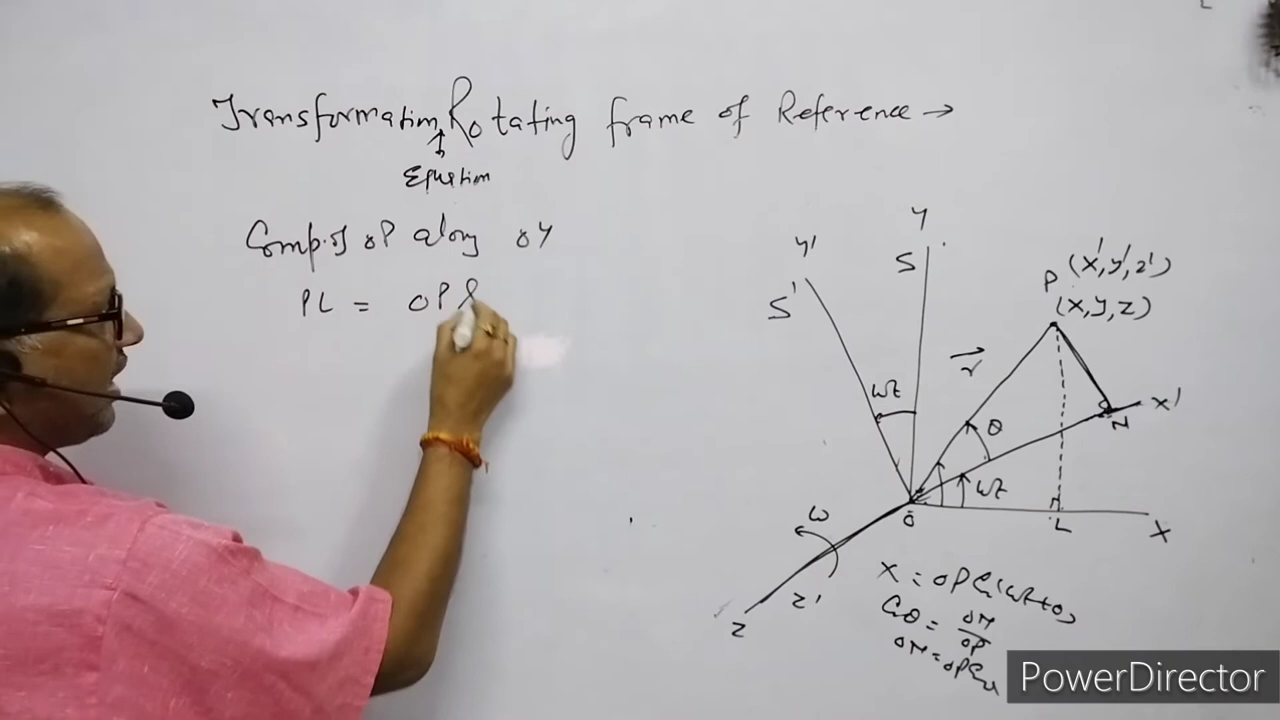 Transformation Rotating frame of Reference →
Equation
Comp. of OP along OY
PL = OP
Y
Y'
S
S'
P (x', y', z')
(x, y, z)
r
ωt
θ
x'
N
ωt
O
L
X
ω
z'
z
x = OP Cos(ωt+θ)
Cosθ = ON/OP
ON = OP Cos
PowerDirector